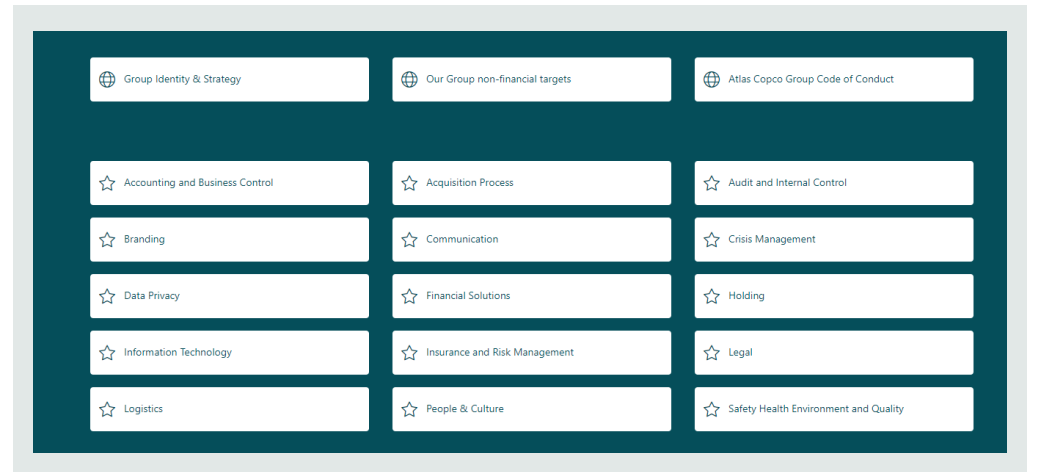 Group Identity & Strategy
Our Group non-financial targets
Atlas Copco Group Code of Conduct
Accounting and Business Control
Acquisition Process
Audit and Internal Control
Branding
Communication
Crisis Management
Data Privacy
Financial Solutions
Holding
Information Technology
Insurance and Risk Management
Legal
Logistics
People & Culture
Safety Health Environment and Quality